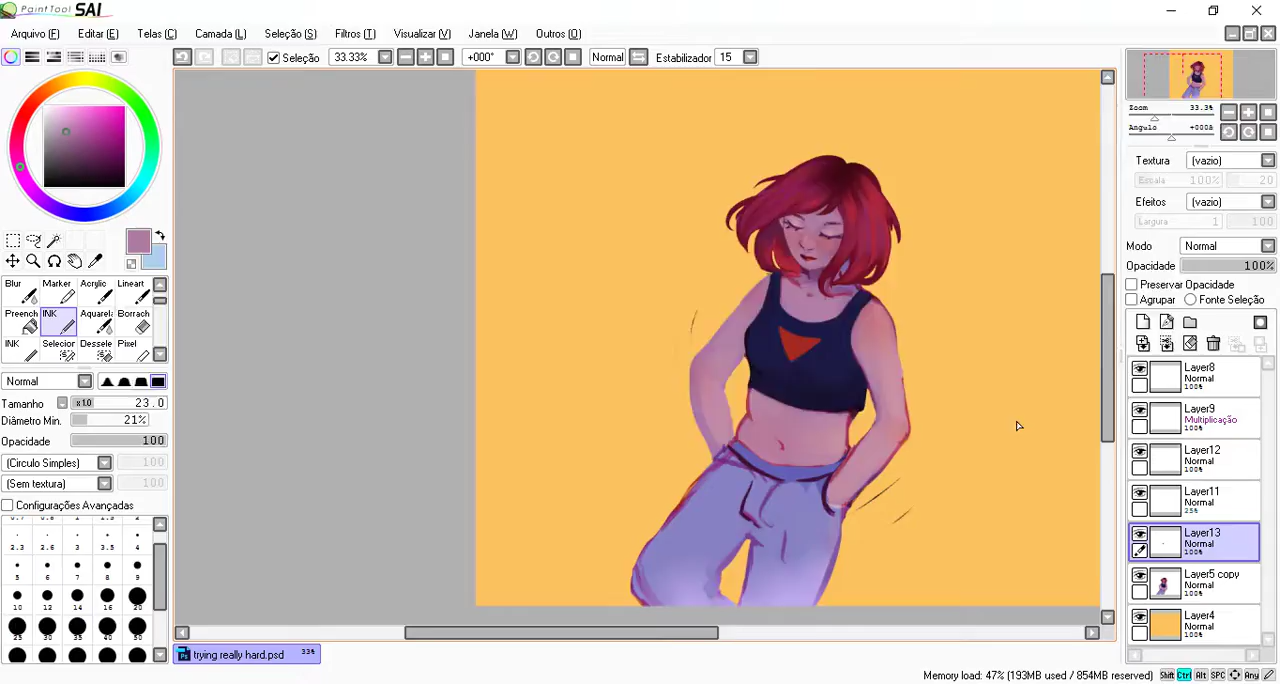 PaintTool SAI
Arquivo (F) Editar (E) Telas (C) Camada (L) Seleção (S) Filtros (T) Visualizar (V) Janela (W) Outros (O)
Seleção 33.33% +000° Normal Estabilizador 15
Zoom 33.3%
Angulo +000A
Textura (vazio)
Escala 100% 20
Efeitos (vazio)
Largura 1 100
Modo Normal
Opacidade 100%
Preservar Opacidade
Agrupar Fonte Seleção
Blur Marker Acrylic Lineart
Preench INK Aquarela Borrach
INK Selecior Dessele Pixel
Normal
Tamanho x1.0 23.0
Diâmetro Min. 21%
Opacidade 100
(Circulo Simples) 100
(Sem textura) 100
Configurações Avançadas
2.3 2.6 3 3.5 4
5 6 7 8 9
10 12 14 16 20
25 30 35 40 50
Layer8
Normal
100%
Layer9
Multiplicação
100%
Layer12
Normal
100%
Layer11
Normal
25%
Layer13
Normal
100%
Layer5 copy
Normal
100%
Layer4
Normal
100%
trying really hard.psd 33%
Memory load: 47% (193MB used / 854MB reserved) Shift Ctrl Alt SPC Any